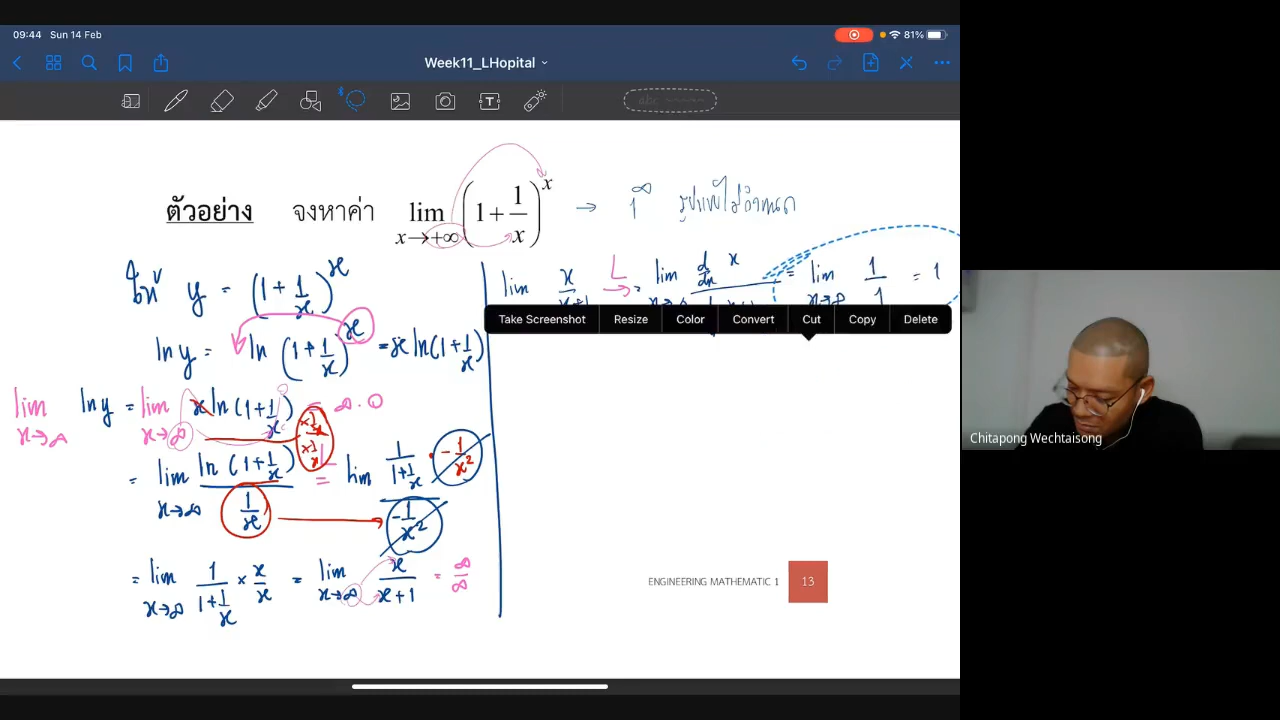 09:44 Sun 14 Feb
81%
Week11_LHopital
ตัวอย่าง จงหาค่า lim x→+∞ (1 + 1/x)^x → 1^∞ รูปแบบไม่กำหนด
ให้ y = (1 + 1/x)^x
ln y = ln (1 + 1/x)^x = x ln(1 + 1/x)
lim x→∞ ln y = lim x→∞ x ln(1 + 1/x) = ∞·0
×1/x
×1/x
= lim x→∞ ln(1 + 1/x) / (1/x) L = lim 1/(1 + 1/x) · -1/x² / (-1/x²)
= lim x→∞ 1/(1 + 1/x) × x/x = lim x→∞ x/(x+1) = ∞/∞
lim x/(x+1) L → = lim d/dx x = lim x→∞ 1/1 = 1
Take Screenshot Resize Color Convert Cut Copy Delete
ENGINEERING MATHEMATIC 1 13
Chitapong Wechtaisong